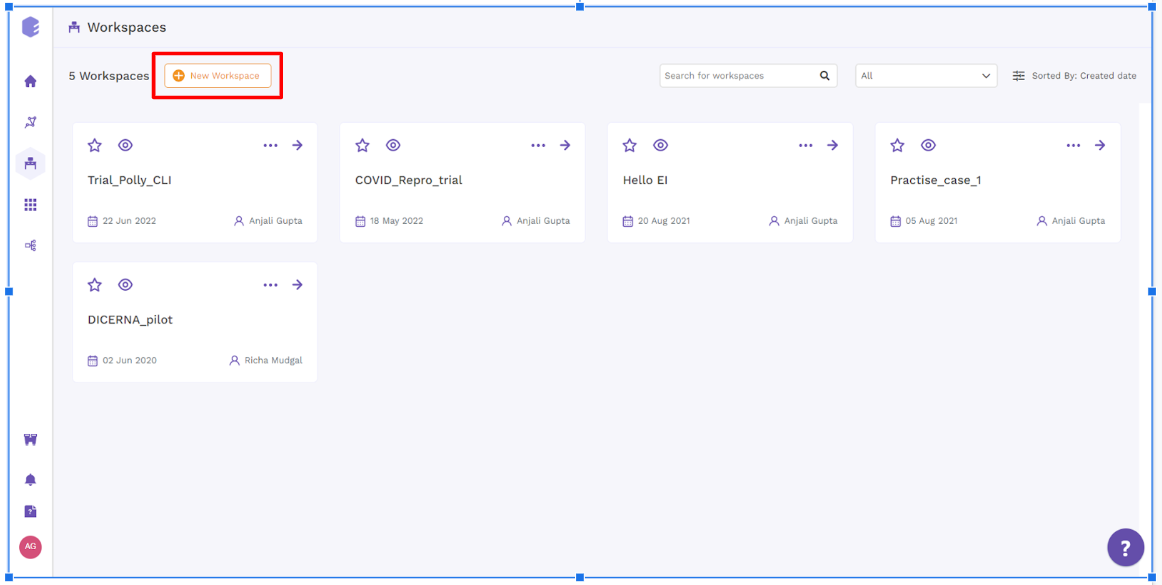 Workspaces
5 Workspaces New Workspace Search for workspaces All Sorted By: Created date
Trial_Polly_CLI
22 Jun 2022 Anjali Gupta
COVID_Repro_trial
18 May 2022 Anjali Gupta
Hello EI
20 Aug 2021 Anjali Gupta
Practise_case_1
05 Aug 2021 Anjali Gupta
DICERNA_pilot
02 Jun 2020 Richa Mudgal
AG
?